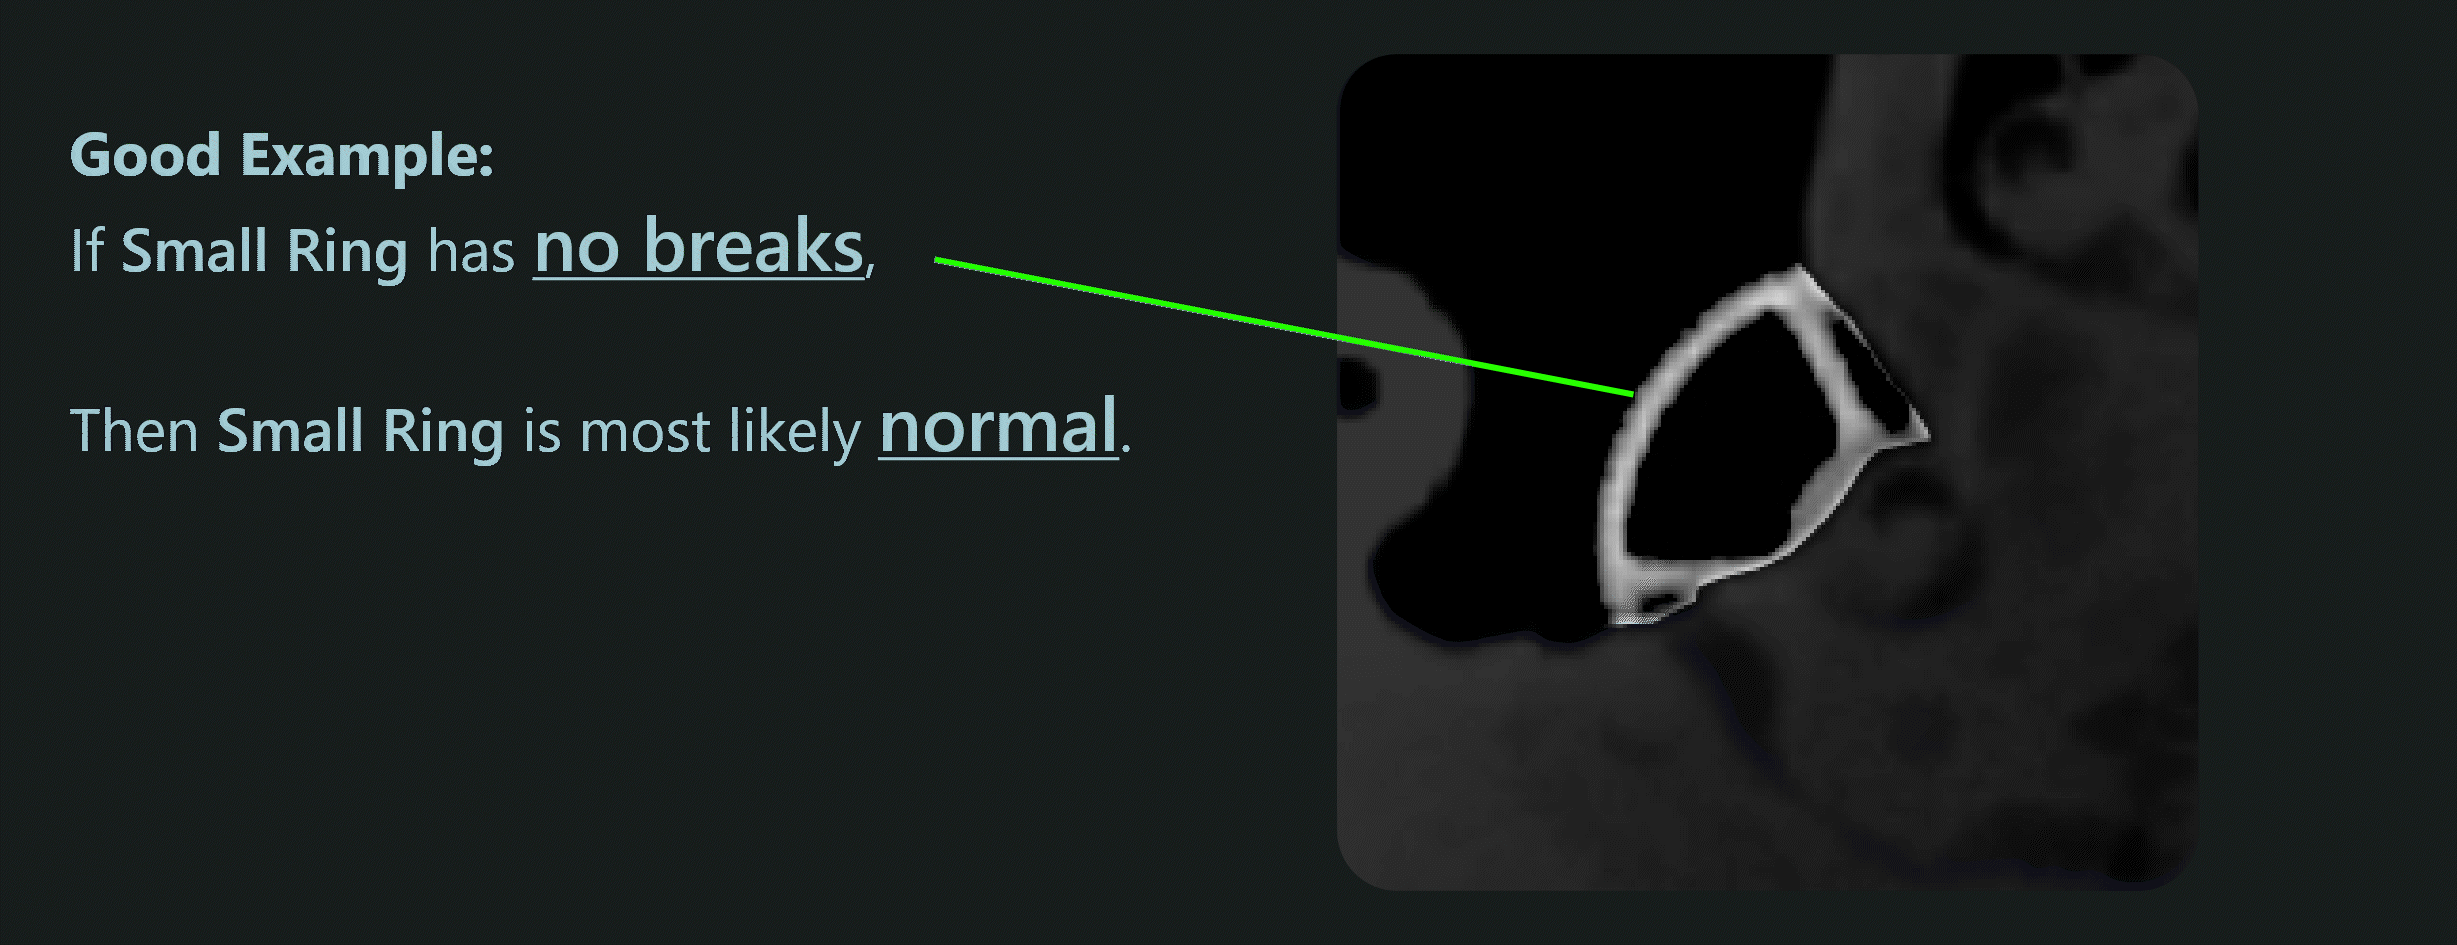 Good Example:
If Small Ring has no breaks,
Then Small Ring is most likely normal.